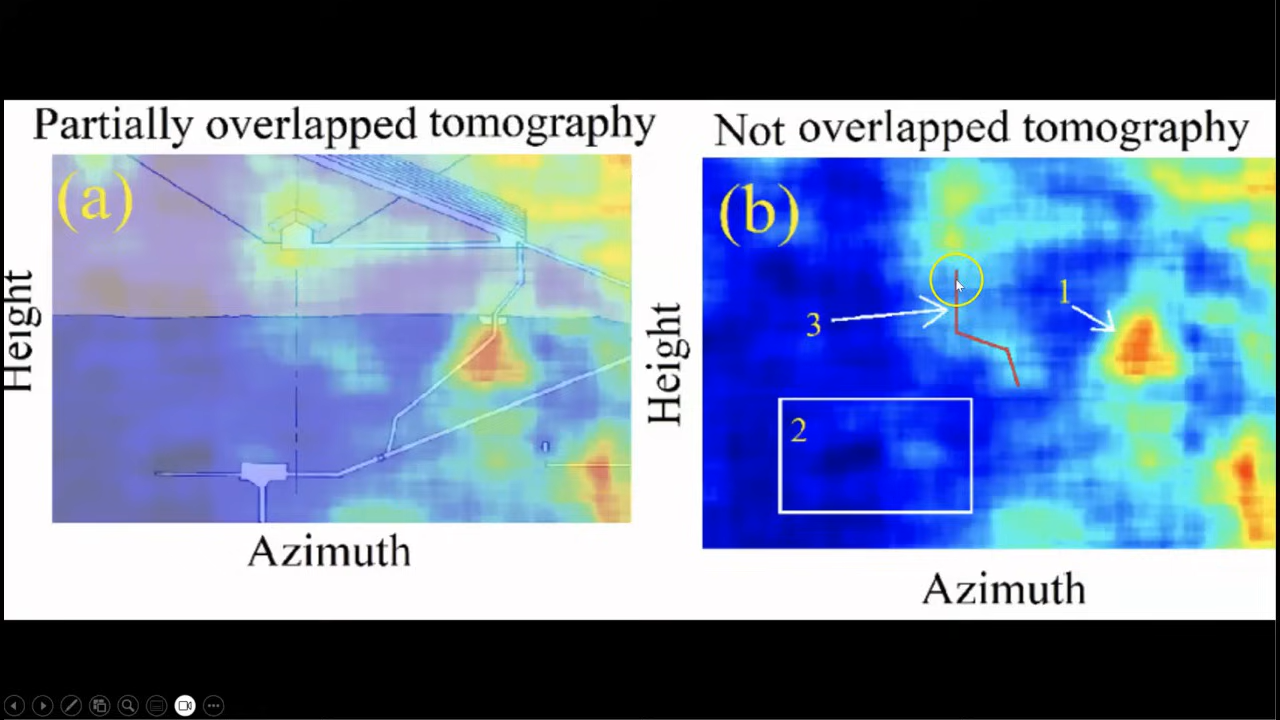 Partially overlapped tomography
Not overlapped tomography
(a)
(b)
Height
Height
1
3
2
Azimuth
Azimuth